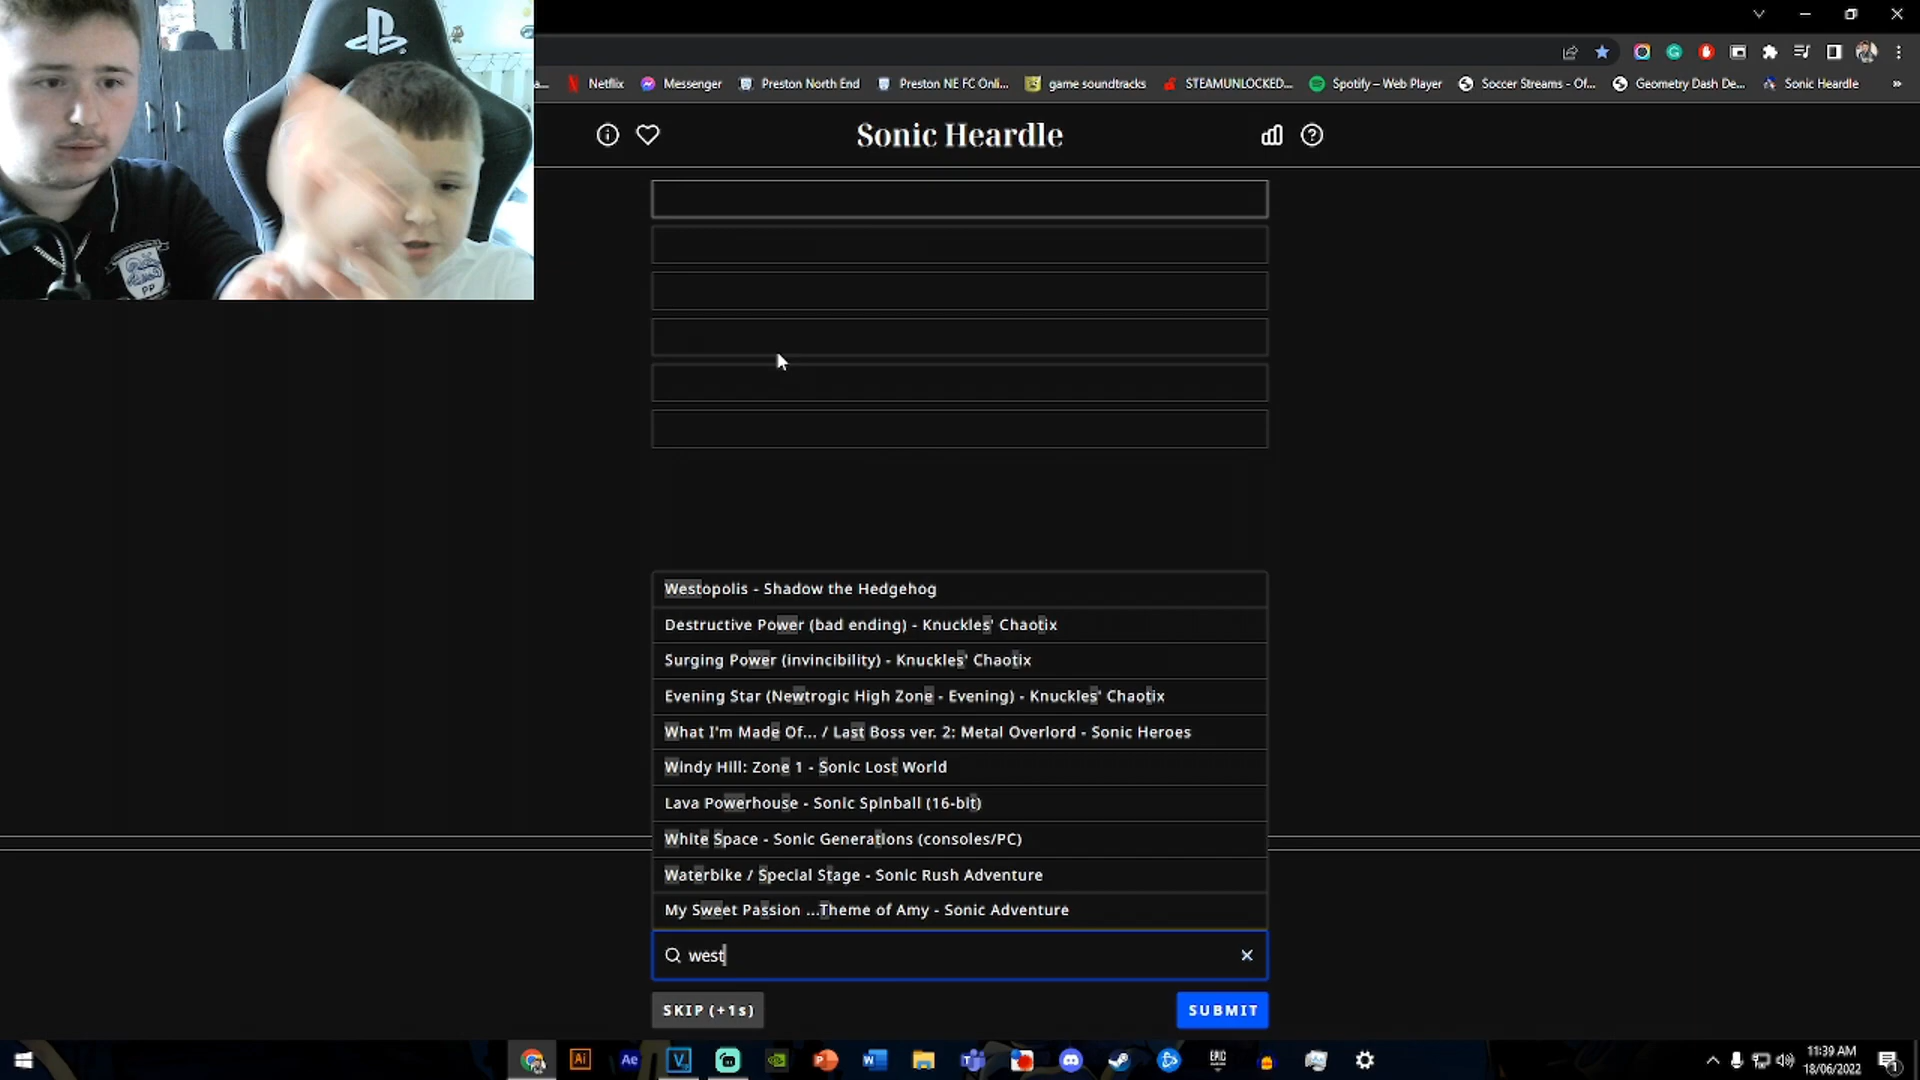 Netflix
Messenger
Preston North End
Preston NE FC Onli...
game soundtracks
STEAMUNLOCKED...
Spotify – Web Player
Soccer Streams - Of...
Geometry Dash De...
Sonic Heardle
»
Sonic Heardle
PP
Westopolis - Shadow the Hedgehog
Destructive Power (bad ending) - Knuckles' Chaotix
Surging Power (invincibility) - Knuckles' Chaotix
Evening Star (Newtrogic High Zone - Evening) - Knuckles' Chaotix
What I'm Made Of... / Last Boss ver. 2: Metal Overlord - Sonic Heroes
Windy Hill: Zone 1 - Sonic Lost World
Lava Powerhouse - Sonic Spinball (16-bit)
White Space - Sonic Generations (consoles/PC)
Waterbike / Special Stage - Sonic Rush Adventure
My Sweet Passion ...Theme of Amy - Sonic Adventure
west
SKIP (+1s)
SUBMIT
Ai
Ae
V
EPIC
11:39 AM
18/06/2022
1